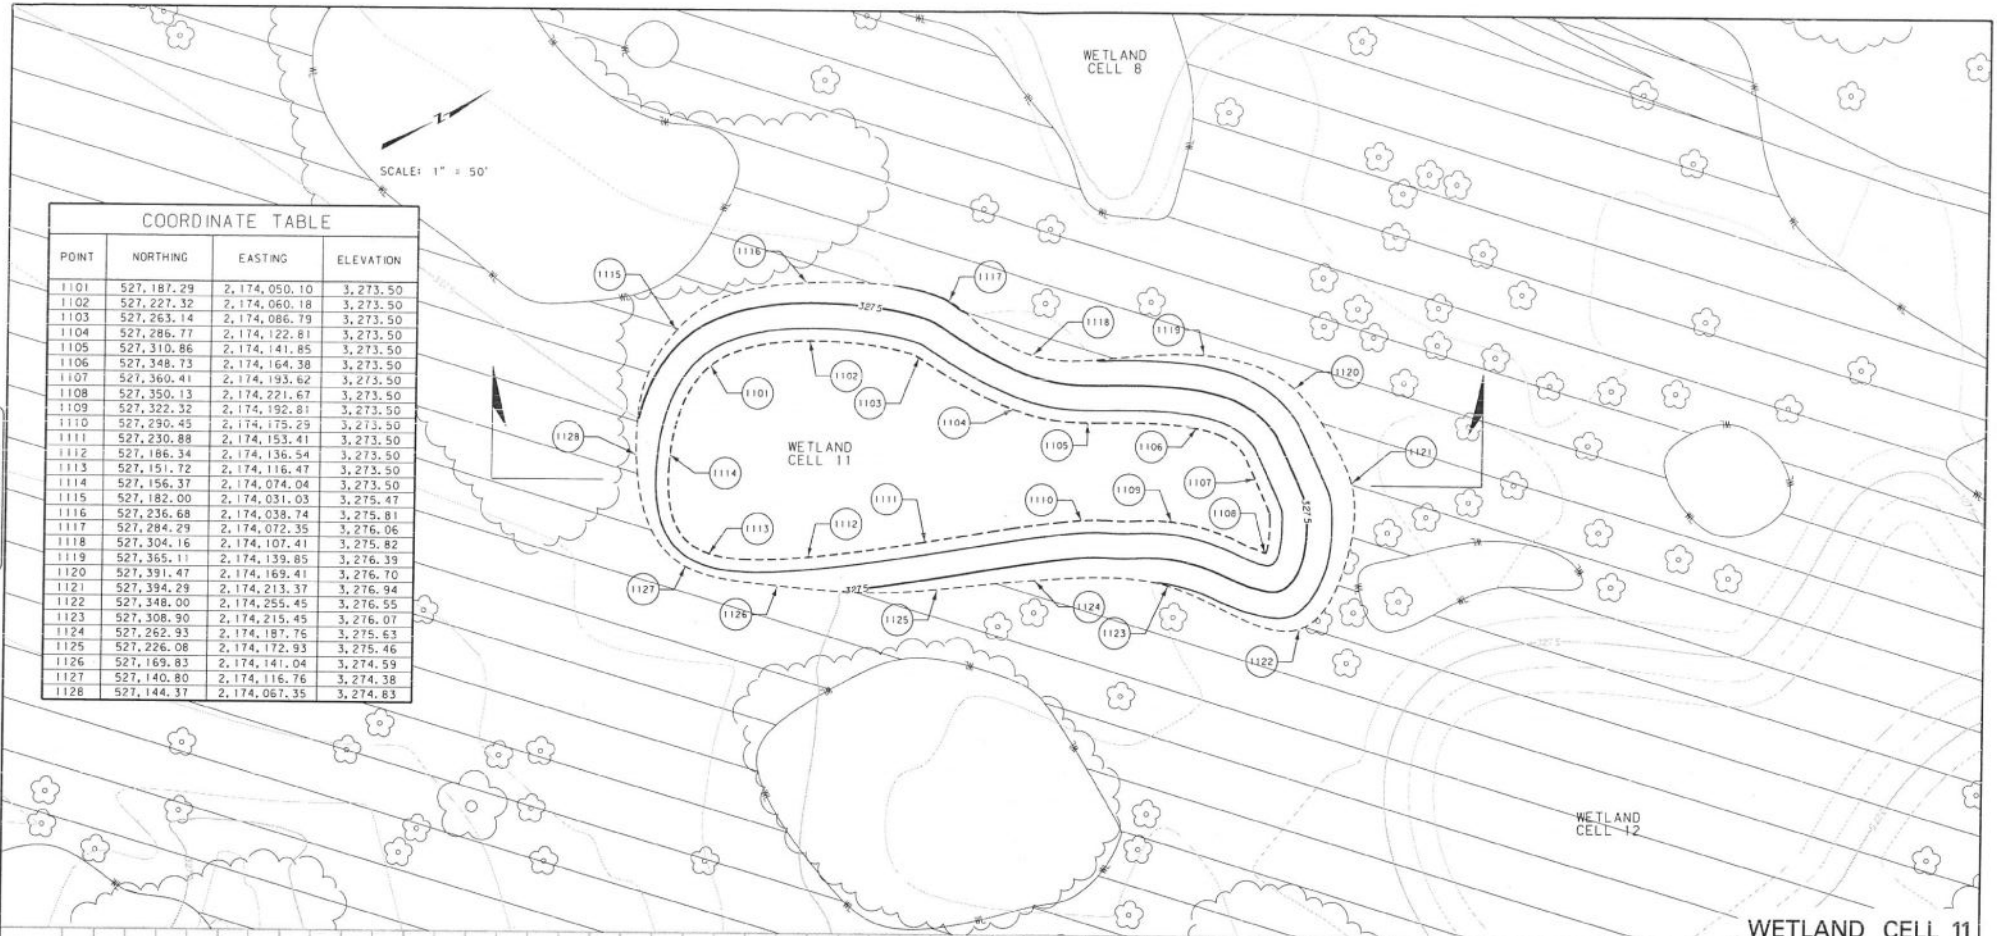 WETLAND
CELL 8
Z
SCALE: 1" = 50'
COORDINATE TABLE
POINT NORTHING EASTING ELEVATION
1101 527,187.29 2,174,050.10 3,273.50
1102 527,227.32 2,174,060.18 3,273.50
1103 527,263.14 2,174,086.79 3,273.50
1104 527,286.77 2,174,122.81 3,273.50
1105 527,310.86 2,174,141.85 3,273.50
1106 527,348.73 2,174,164.38 3,273.50
1107 527,360.41 2,174,193.62 3,273.50
1108 527,350.13 2,174,221.67 3,273.50
1109 527,322.32 2,174,192.81 3,273.50
1110 527,290.45 2,174,175.29 3,273.50
1111 527,230.88 2,174,153.41 3,273.50
1112 527,186.34 2,174,136.54 3,273.50
1113 527,151.72 2,174,116.47 3,273.50
1114 527,156.37 2,174,074.04 3,273.50
1115 527,182.00 2,174,031.03 3,275.47
1116 527,236.68 2,174,038.74 3,275.81
1117 527,284.29 2,174,072.35 3,276.06
1118 527,304.16 2,174,107.41 3,275.82
1119 527,365.11 2,174,139.85 3,276.39
1120 527,391.47 2,174,169.41 3,276.70
1121 527,394.29 2,174,213.37 3,276.94
1122 527,348.00 2,174,255.45 3,276.55
1123 527,308.90 2,174,215.45 3,276.07
1124 527,262.93 2,174,187.76 3,275.63
1125 527,226.08 2,174,172.93 3,275.46
1126 527,169.83 2,174,141.04 3,274.59
1127 527,140.80 2,174,116.76 3,274.38
1128 527,144.37 2,174,067.35 3,274.83
1116
1115
1117
3275
1118
1119
1120
1102
1101
1103
1104
1128
1105
1106
1121
WETLAND
CELL 11
1114
1107
1109
1111
1110
1108
3275
1113
1112
1127
3275
1126
1125
1124
1123
1122
WETLAND
CELL 12
WETLAND CELL 11